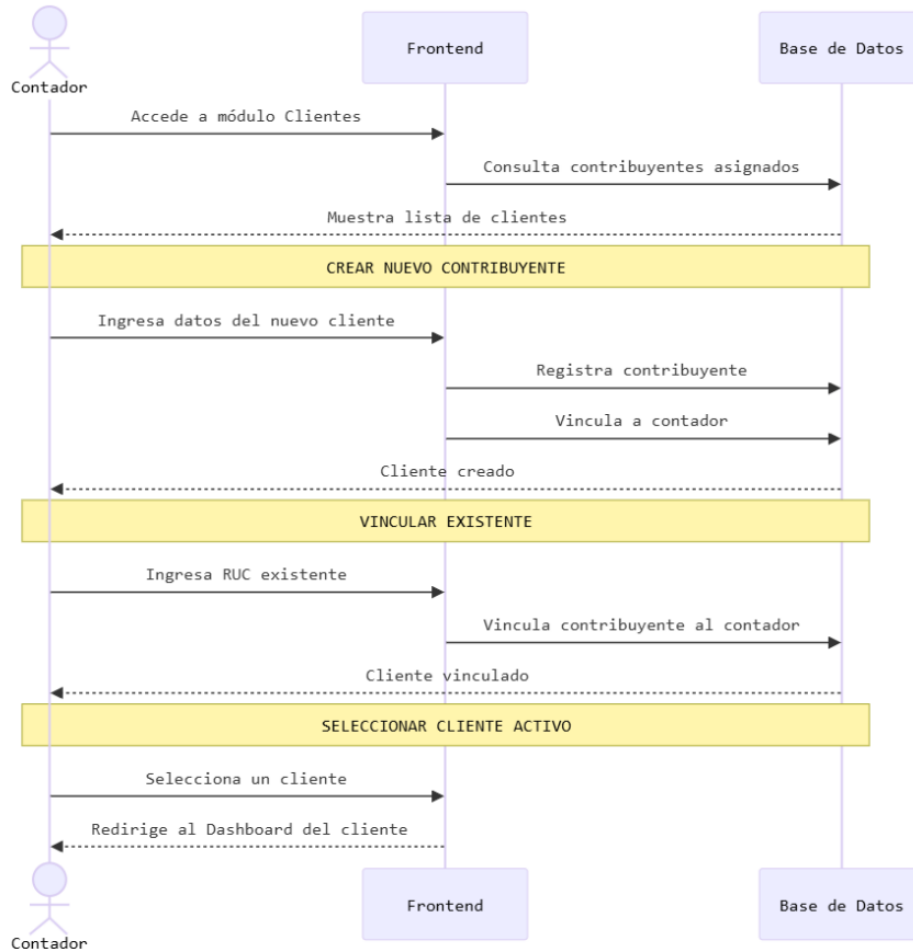 Contador
Frontend
Base de Datos
Accede a módulo Clientes
Consulta contribuyentes asignados
Muestra lista de clientes
CREAR NUEVO CONTRIBUYENTE
Ingresa datos del nuevo cliente
Registra contribuyente
Vincula a contador
Cliente creado
VINCULAR EXISTENTE
Ingresa RUC existente
Vincula contribuyente al contador
Cliente vinculado
SELECCIONAR CLIENTE ACTIVO
Selecciona un cliente
Redirige al Dashboard del cliente
Contador
Frontend
Base de Datos